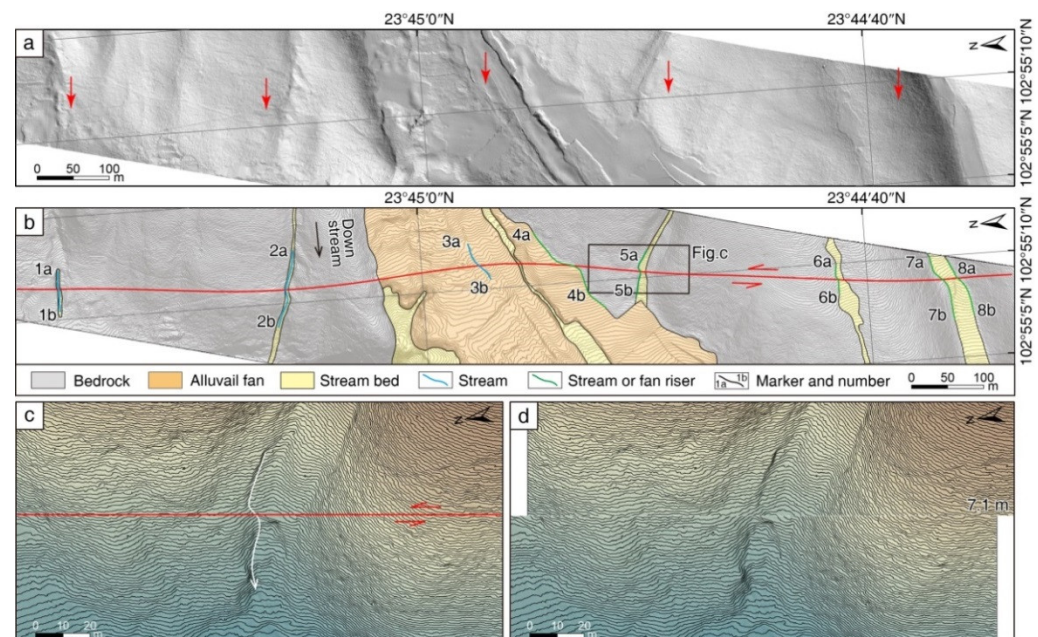 23°45′0″N 23°44′40″N
a
z
102°55′10″N
102°55′5″N
0 50 100
m
23°45′0″N 23°44′40″N
b
z
102°55′10″N
102°55′5″N
Down
stream
1a
1b
2a
2b
3a
3b
4a
4b
5a
5b
Fig.c
6a
6b
7a
7b
8a
8b
Bedrock Alluvail fan Stream bed Stream Stream or fan riser 1a 1b Marker and number 0 50 100
m
c
z
0 10 20
m
d
z
7.1 m
0 10 20
m